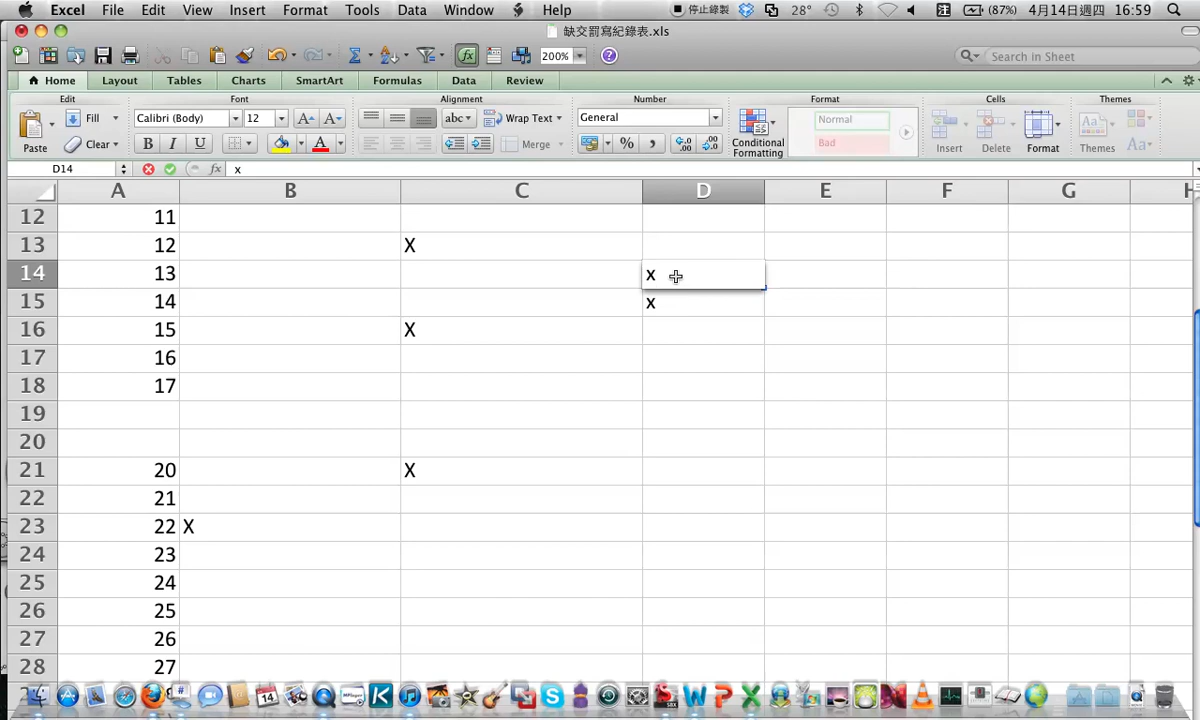 Excel File Edit View Insert Format Tools Data Window Help 停止錄製 28° (87%) 4月14日週四 16:59
缺交罰寫紀錄表.xls
200% Search in Sheet
Home Layout Tables Charts SmartArt Formulas Data Review
Edit Font Alignment Number Format Cells Themes
Paste Fill Calibri (Body) 12 abc Wrap Text General Conditional Formatting Normal Insert Delete Format Themes
Clear B I U A Merge % Bad Aa
D14 fx x
A B C D E F G H
12 11
13 12 X
14 13 x
15 14 x
16 15 X
17 16
18 17
19
20
21 20 X
22 21
23 22 X
24 23
25 24
26 25
27 26
28 27